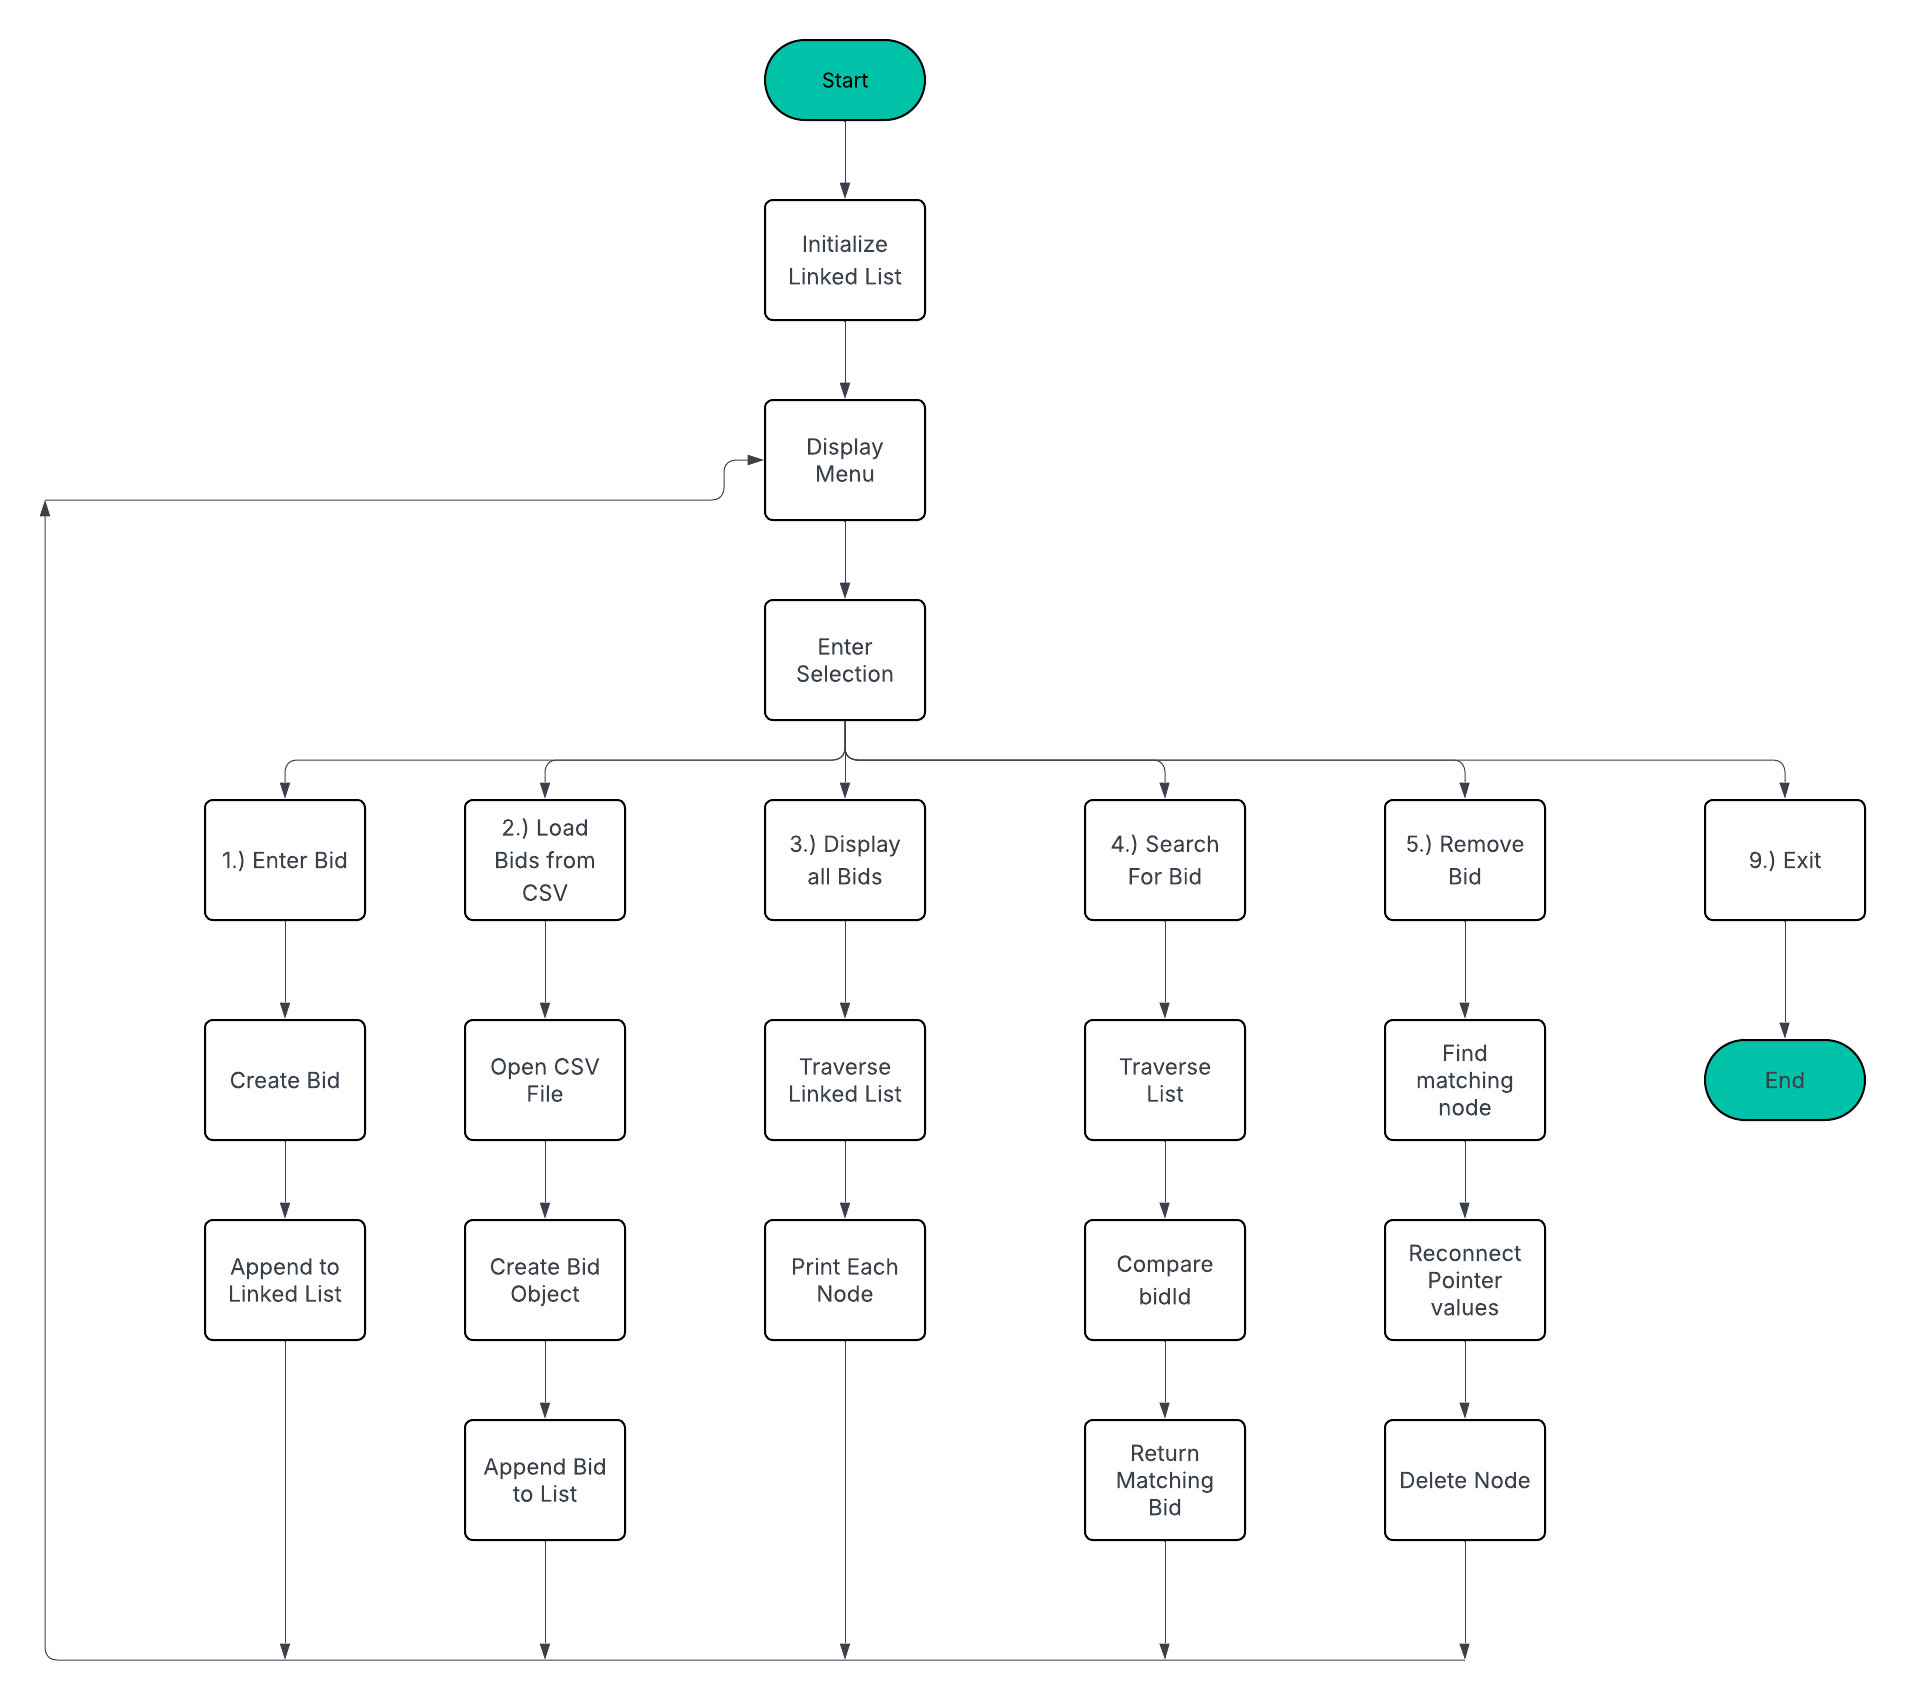 Start
Initialize
Linked List
Display
Menu
Enter
Selection
1.) Enter Bid
2.) Load
Bids from
CSV
3.) Display
all Bids
4.) Search
For Bid
5.) Remove
Bid
9.) Exit
Create Bid
Open CSV
File
Traverse
Linked List
Traverse
List
Find
matching
node
End
Append to
Linked List
Create Bid
Object
Print Each
Node
Compare
bidId
Reconnect
Pointer
values
Append Bid
to List
Return
Matching
Bid
Delete Node